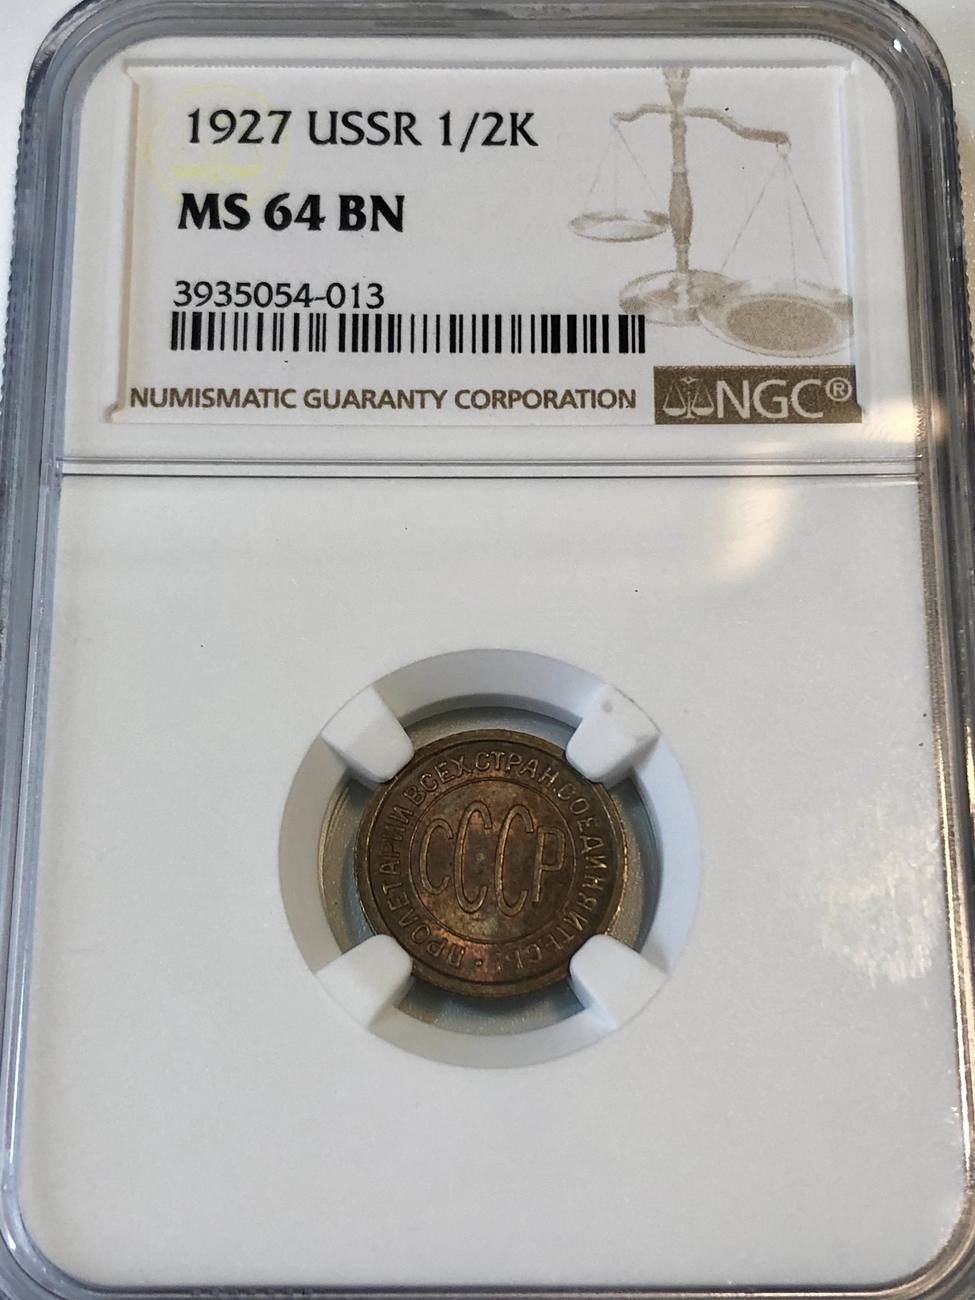 1927 USSR 1/2K
MS 64 BN
3935054-013
NUMISMATIC GUARANTY CORPORATION
NGC®
ПРОЛЕТАРИИ ВСЕХ СТРАН, СОЕДИНЯЙТЕСЬ!
СССР